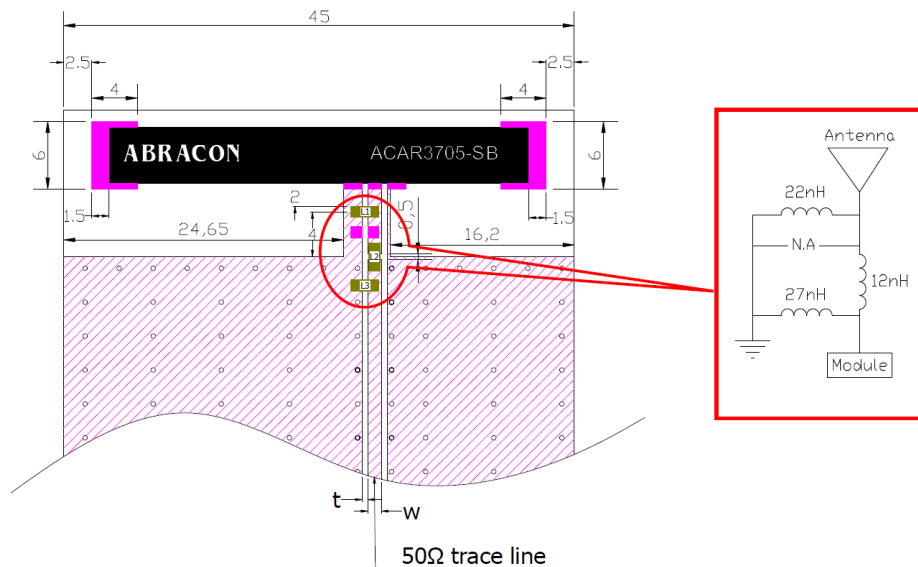 45
2.5
2.5
4
4
ABRACON
ACAR3705-SB
6
6
1.5
1.5
2
L1
0,5
24,65
4
16,2
L2
L3
t
w
50Ω trace line
Antenna
22nH
N.A
12nH
27nH
Module